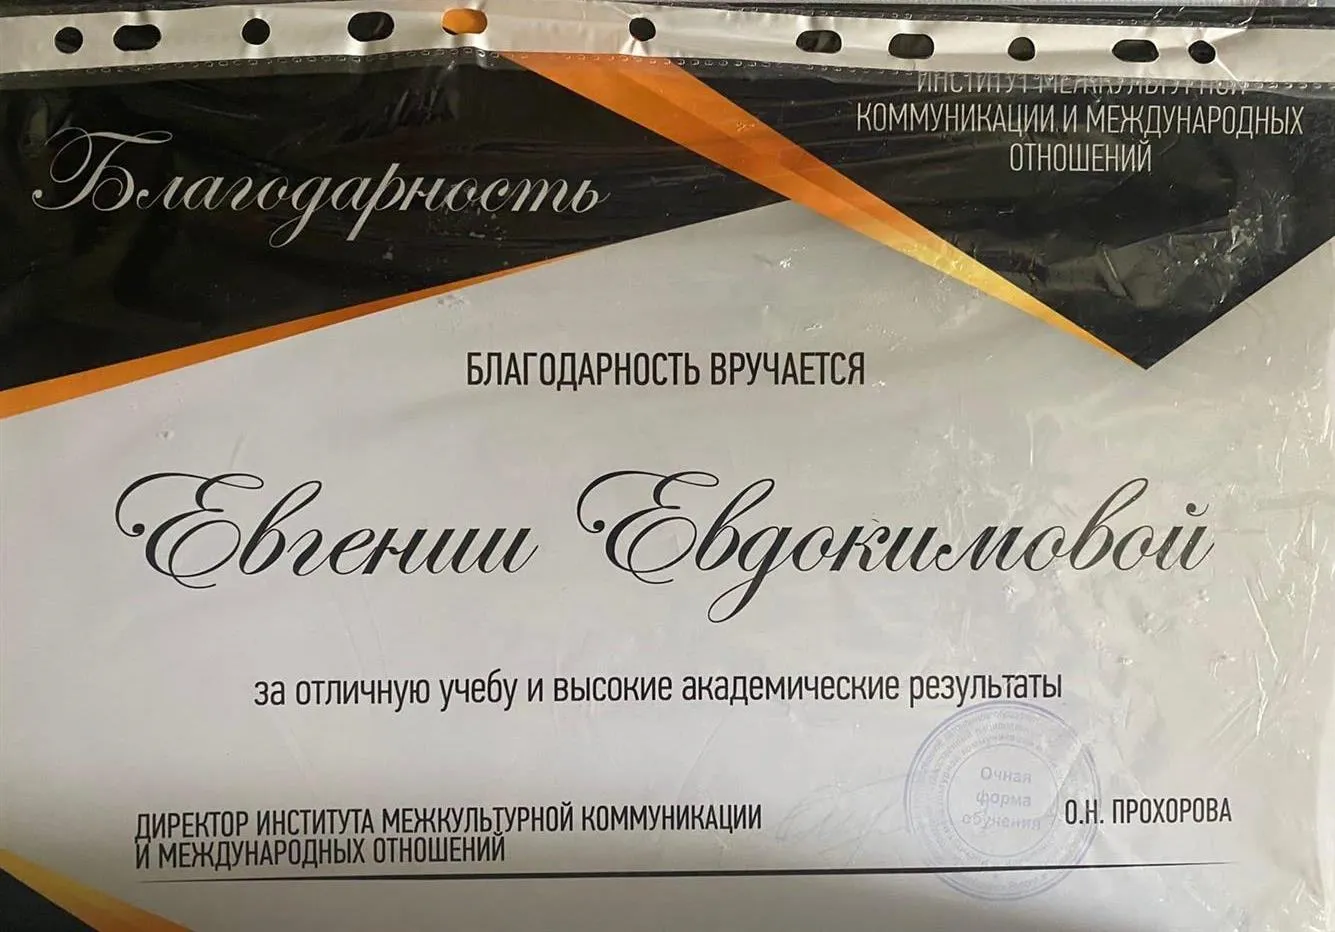 Благодарность
ИНСТИТУТ МЕЖКУЛЬТУРНОЙ
КОММУНИКАЦИИ И МЕЖДУНАРОДНЫХ
ОТНОШЕНИЙ
БЛАГОДАРНОСТЬ ВРУЧАЕТСЯ
Евгении Евдокимовой
за отличную учебу и высокие академические результаты
Очная
форма
обучения
ДИРЕКТОР ИНСТИТУТА МЕЖКУЛЬТУРНОЙ КОММУНИКАЦИИ
И МЕЖДУНАРОДНЫХ ОТНОШЕНИЙ
О.Н. ПРОХОРОВА